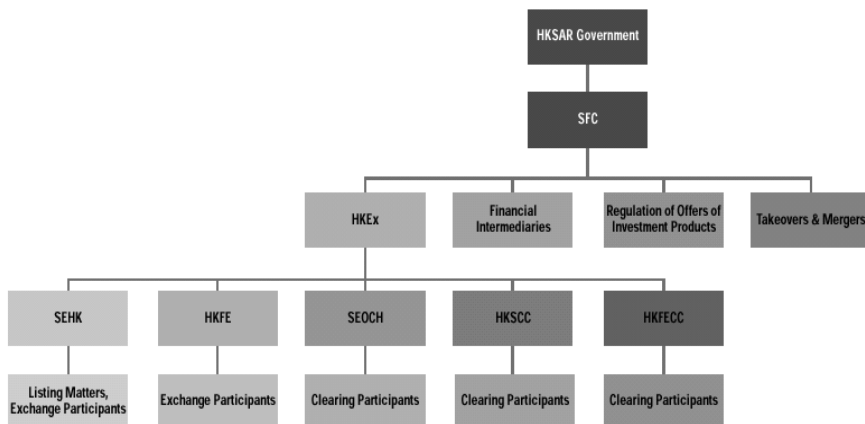 HKSAR Government
SFC
HKEx
Financial
Intermediaries
Regulation of Offers of
Investment Products
Takeovers & Mergers
SEHK
HKFE
SEOCH
HKSCC
HKFECC
Listing Matters,
Exchange Participants
Exchange Participants
Clearing Participants
Clearing Participants
Clearing Participants